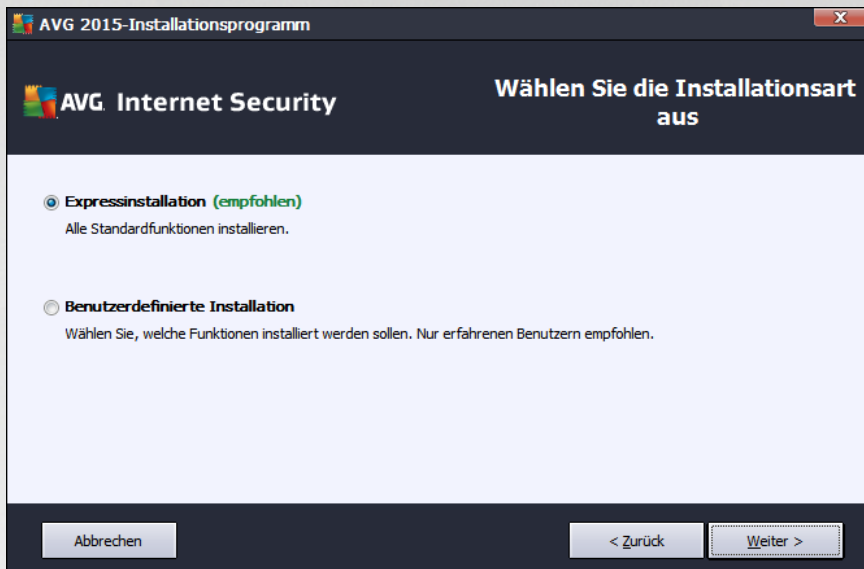 AVG 2015-Installationsprogramm
AVG Internet Security
Wählen Sie die Installationsart
aus
Expressinstallation (empfohlen)
Alle Standardfunktionen installieren.
Benutzerdefinierte Installation
Wählen Sie, welche Funktionen installiert werden sollen. Nur erfahrenen Benutzern empfohlen.
Abbrechen
< Zurück
Weiter >